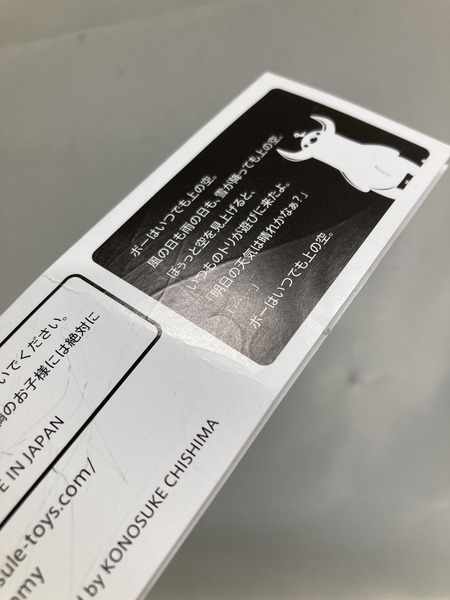 ボーはいつでも上の空。
風の日も雨の日も、雪が降っても上の空。
ぼぅっと空を見上げると、
いつものトリが遊びに来たよ。
「明日の天気は晴れかなぁ？」
「……」
ボーはいつでも上の空。
のお子様には絶対に
いでください。
E IN JAPAN
sule-toys.com/
my
d by KONOSUKE CHISHIMA